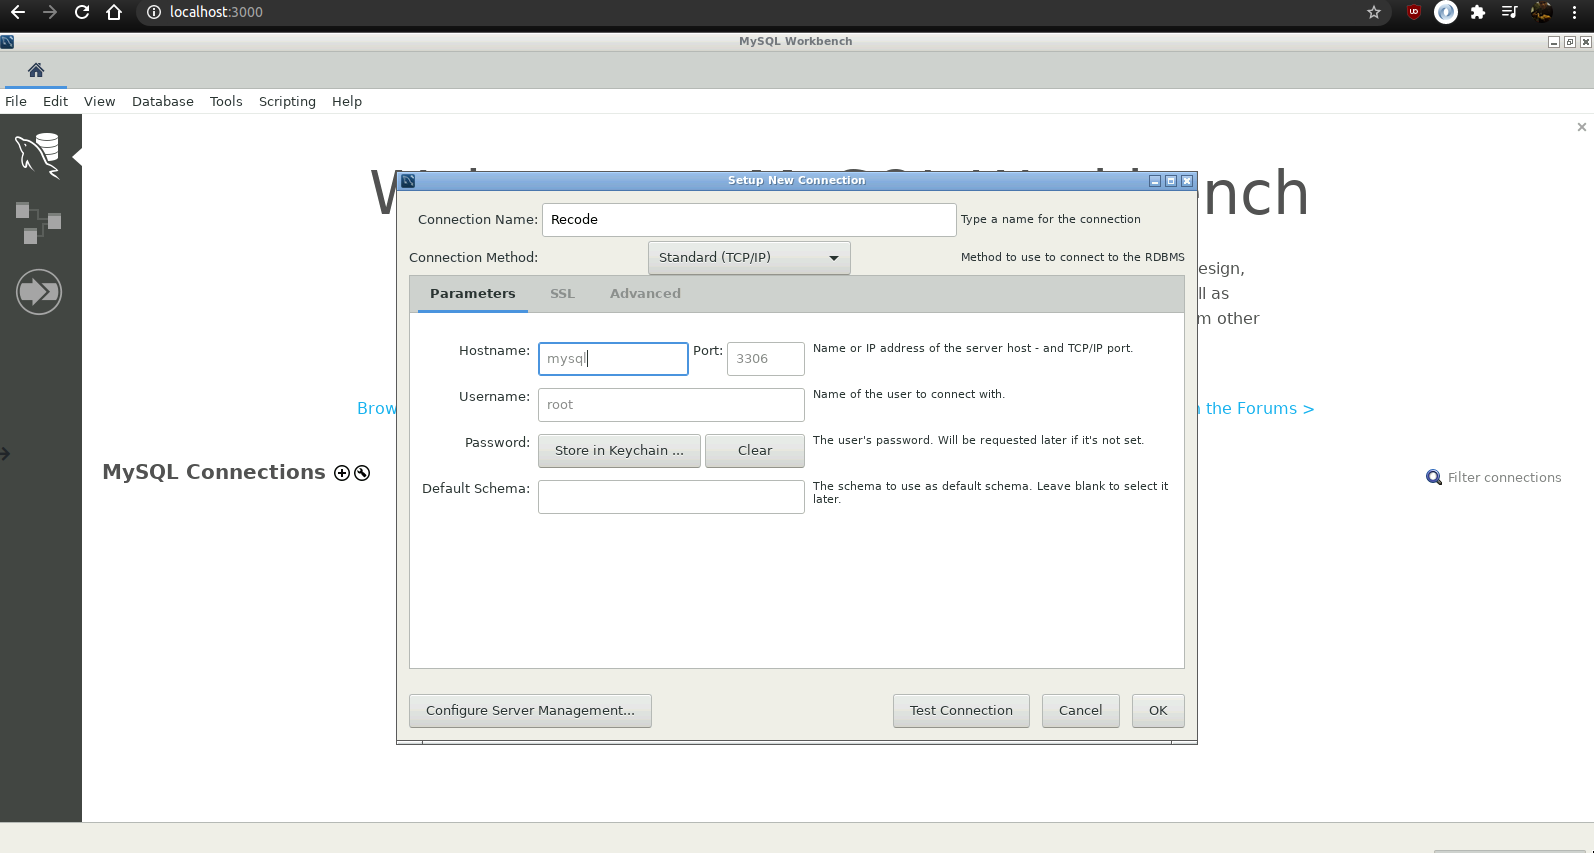 localhost:3000
MySQL Workbench
File Edit View Database Tools Scripting Help
nch
Setup New Connection
Connection Name: Recode Type a name for the connection
Connection Method: Standard (TCP/IP) Method to use to connect to the RDBMS
esign,
Parameters SSL Advanced
ll as
m other
Hostname: mysql Port: 3306 Name or IP address of the server host - and TCP/IP port.
Username: root Name of the user to connect with.
Brow
the Forums >
Password: Store in Keychain ... Clear The user's password. Will be requested later if it's not set.
MySQL Connections
Filter connections
Default Schema: The schema to use as default schema. Leave blank to select it
later.
Configure Server Management... Test Connection Cancel OK